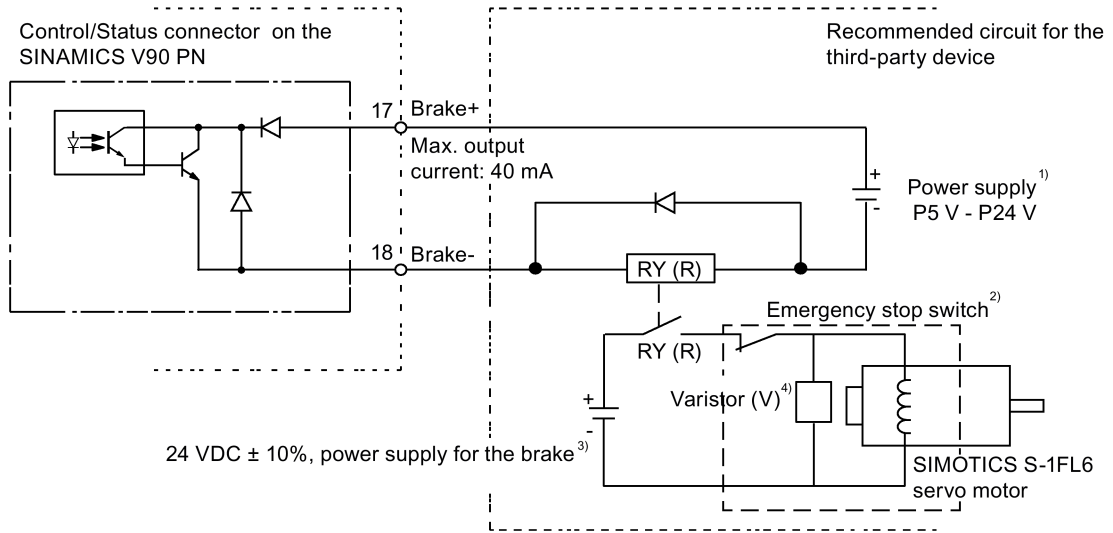 Control/Status connector on the
SINAMICS V90 PN
Recommended circuit for the
third-party device
17
Brake+
Max. output
current: 40 mA
+
-
Power supply 1)
P5 V - P24 V
18
Brake-
RY (R)
Emergency stop switch 2)
RY (R)
Varistor (V) 4)
+
-
24 VDC ± 10%, power supply for the brake 3)
SIMOTICS S-1FL6
servo motor